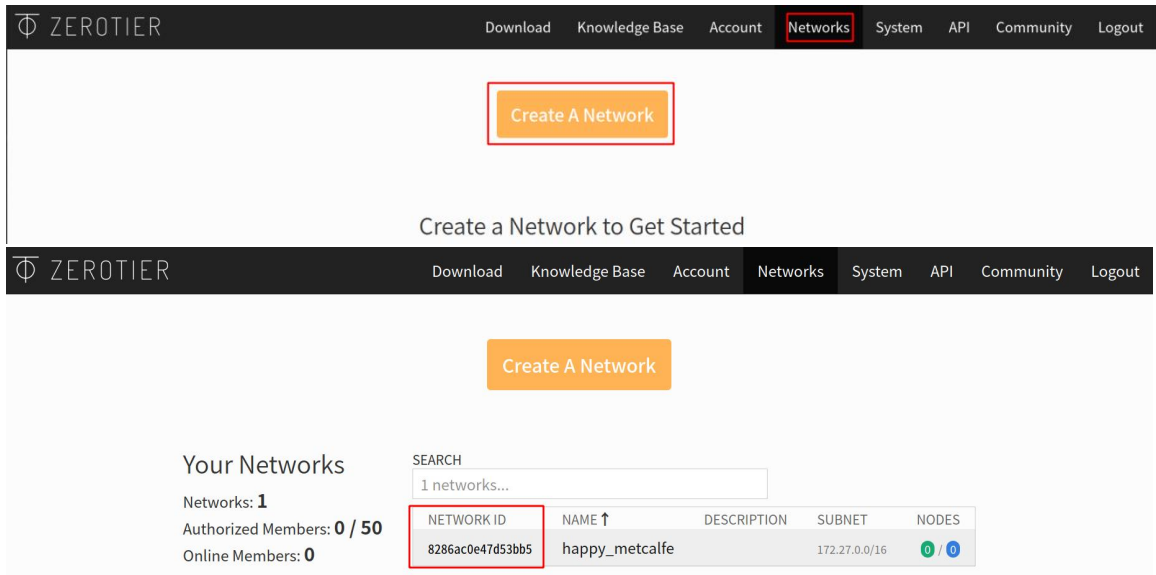 ZEROTIER Download Knowledge Base Account Networks System API Community Logout
Create A Network
Create a Network to Get Started
ZEROTIER Download Knowledge Base Account Networks System API Community Logout
Create A Network
Your Networks
Networks: 1
Authorized Members: 0 / 50
Online Members: 0
SEARCH
1 networks...
NETWORK ID NAME↑ DESCRIPTION SUBNET NODES
8286ac0e47d53bb5 happy_metcalfe 172.27.0.0/16 0 / 0